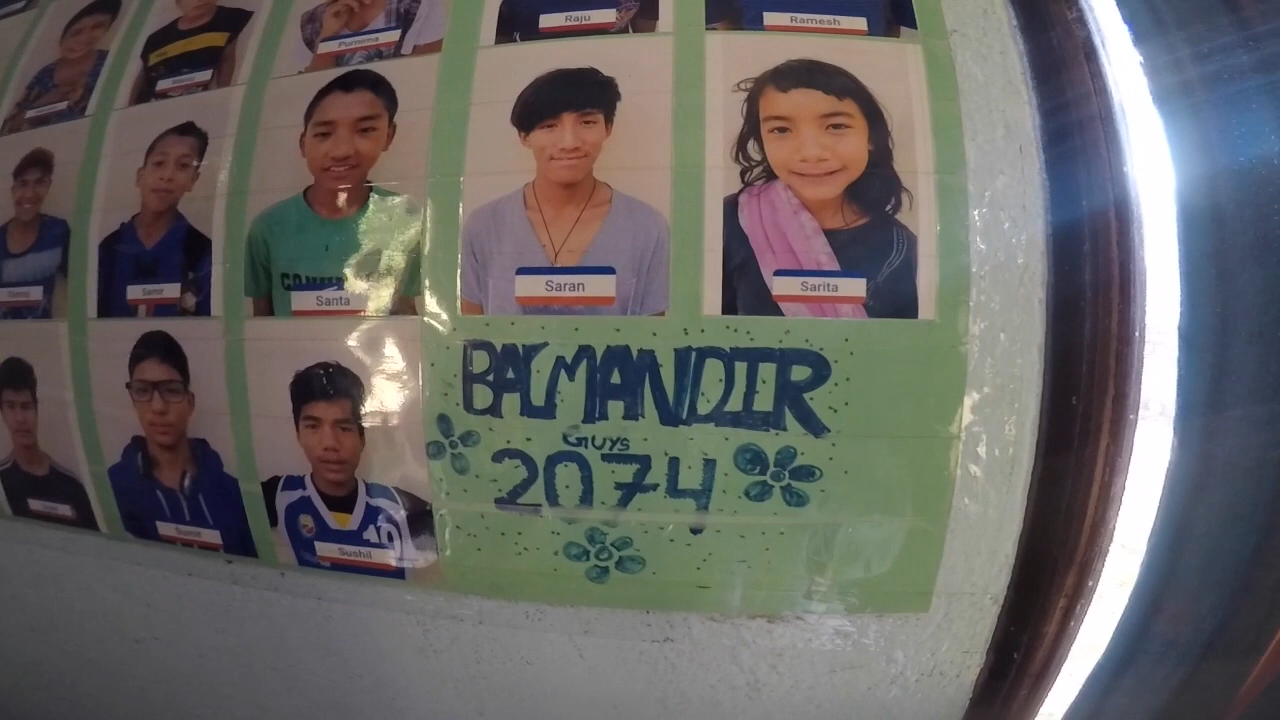 Purnima
Raju
Ramesh
Samir
Santa
Saran
Sarita
Sushil
BALMANDIR
GUYS
2074